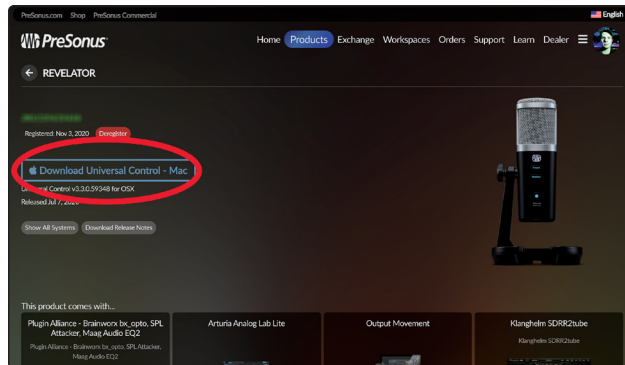 PreSonus.com Shop PreSonus Commercial English
PreSonus Home Products Exchange Workspaces Orders Support Learn Dealer
REVELATOR
Registered: Nov 3, 2020 Deregister
Download Universal Control - Mac
Universal Control v3.3.0.59348 for OSX
Released Jul 7, 2020
Show All Systems Download Release Notes
This product comes with...
Plugin Alliance - Brainworx bx_opto, SPL Attacker, Maag Audio EQ2
Plugin Alliance - Brainworx bx_opto, SPL Attacker, Maag Audio EQ2
Arturia Analog Lab Lite
Output Movement
Klanghelm SDRR2tube
Klanghelm SDRR2tube